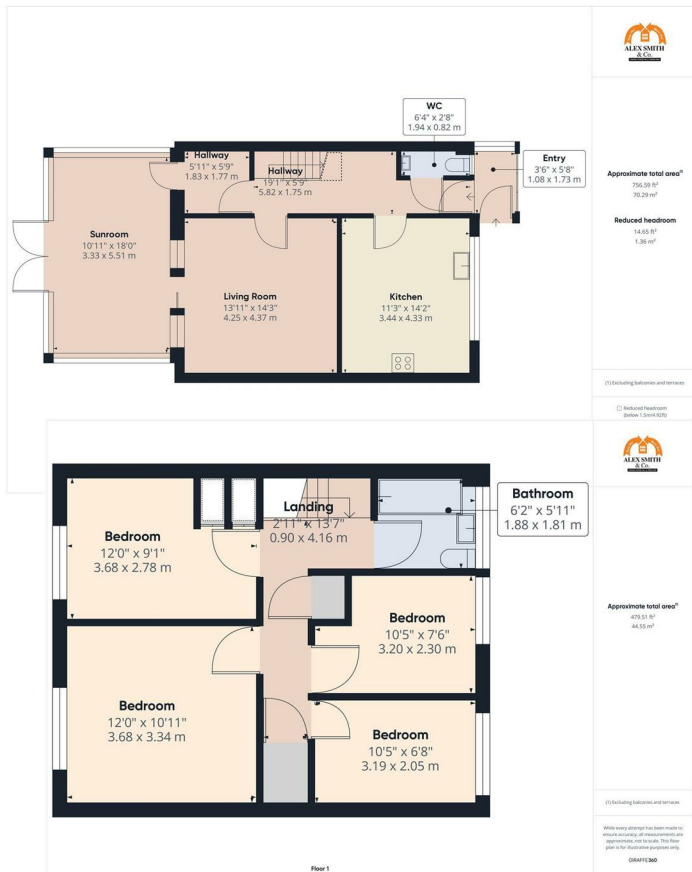 ALEX SMITH
& Co.
WC
6'4" x 2'8"
1.94 x 0.82 m
Hallway
5'11" x 5'9"
1.83 x 1.77 m
Hallway
19'1" x 5'9"
5.82 x 1.75 m
Entry
3'6" x 5'8"
1.08 x 1.73 m
Approximate total area⁽¹⁾
756.59 ft²
70.29 m²
Reduced headroom
14.65 ft²
1.36 m²
Sunroom
10'11" x 18'0"
3.33 x 5.51 m
Living Room
13'11" x 14'3"
4.25 x 4.37 m
Kitchen
11'3" x 14'2"
3.44 x 4.33 m
(1) Excluding balconies and terraces
Reduced headroom
(below 1.5m/4.92ft)
ALEX SMITH
& Co.
Landing
2'11" x 13'7"
0.90 x 4.16 m
Bathroom
6'2" x 5'11"
1.88 x 1.81 m
Bedroom
12'0" x 9'1"
3.68 x 2.78 m
Bedroom
10'5" x 7'6"
3.20 x 2.30 m
Approximate total area⁽¹⁾
479.51 ft²
44.55 m²
Bedroom
12'0" x 10'11"
3.68 x 3.34 m
Bedroom
10'5" x 6'8"
3.19 x 2.05 m
(1) Excluding balconies and terraces
While every attempt has been made to
ensure accuracy, all measurements are
approximate, not to scale. This floor
plan is for illustrative purposes only.
GIRAFFE360
Floor 1